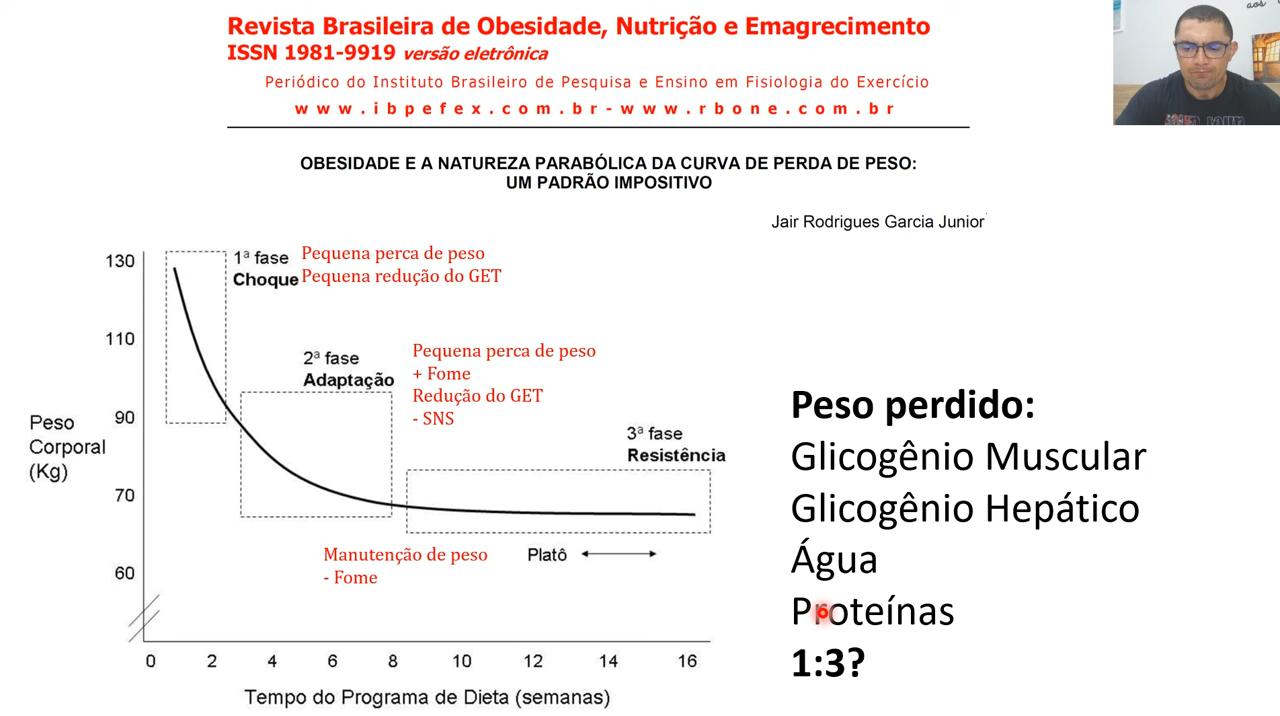 Revista Brasileira de Obesidade, Nutrição e Emagrecimento
ISSN 1981-9919 versão eletrônica
Periódico do Instituto Brasileiro de Pesquisa e Ensino em Fisiologia do Exercício
www.ibpefex.com.br-www.rbone.com.br
OBESIDADE E A NATUREZA PARABÓLICA DA CURVA DE PERDA DE PESO:
UM PADRÃO IMPOSITIVO
Jair Rodrigues Garcia Junior
1ª fase
Choque
Pequena perca de peso
Pequena redução do GET
2ª fase
Adaptação
Pequena perca de peso
+ Fome
Redução do GET
- SNS
3ª fase
Resistência
Manutenção de peso
- Fome
Platô
Peso
Corporal
(Kg)
130
110
90
70
60
0 2 4 6 8 10 12 14 16
Tempo do Programa de Dieta (semanas)
Peso perdido:
Glicogênio Muscular
Glicogênio Hepático
Água
Proteínas
1:3?
aos